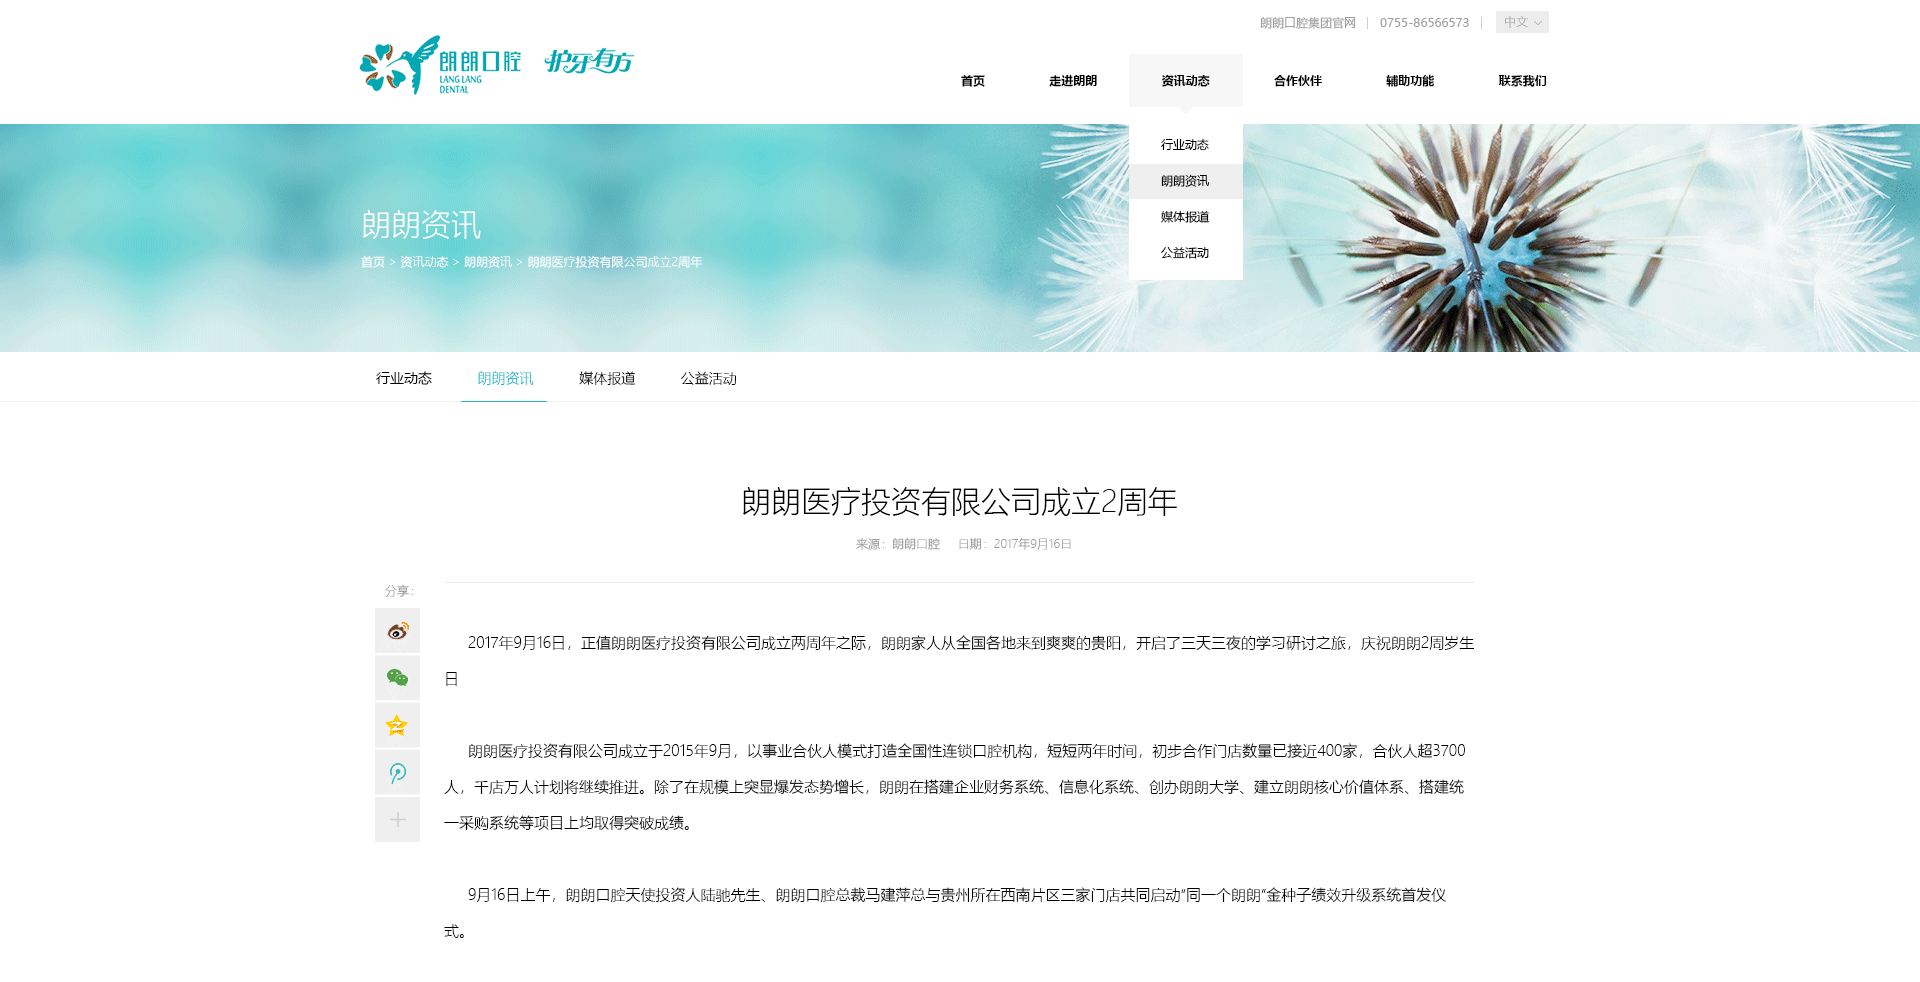 朗朗口腔集团官网 | 0755-86566573 | 中文
朗朗口腔
LANG LANG
DENTAL
护牙有方
首页 走进朗朗 资讯动态 合作伙伴 辅助功能 联系我们
行业动态
朗朗资讯
媒体报道
公益活动
朗朗资讯
首页 > 资讯动态 > 朗朗资讯 > 朗朗医疗投资有限公司成立2周年
行业动态 朗朗资讯 媒体报道 公益活动
朗朗医疗投资有限公司成立2周年
来源：朗朗口腔 日期：2017年9月16日
分享：
2017年9月16日，正值朗朗医疗投资有限公司成立两周年之际，朗朗家人从全国各地来到爽爽的贵阳，开启了三天三夜的学习研讨之旅，庆祝朗朗2周岁生
日
朗朗医疗投资有限公司成立于2015年9月，以事业合伙人模式打造全国性连锁口腔机构，短短两年时间，初步合作门店数量已接近400家，合伙人超3700
人，千店万人计划将继续推进。除了在规模上突显爆发态势增长，朗朗在搭建企业财务系统、信息化系统、创办朗朗大学、建立朗朗核心价值体系、搭建统
一采购系统等项目上均取得突破成绩。
9月16日上午，朗朗口腔天使投资人陆驰先生、朗朗口腔总裁马建萍总与贵州所在西南片区三家门店共同启动“同一个朗朗“金种子绩效升级系统首发仪
式。